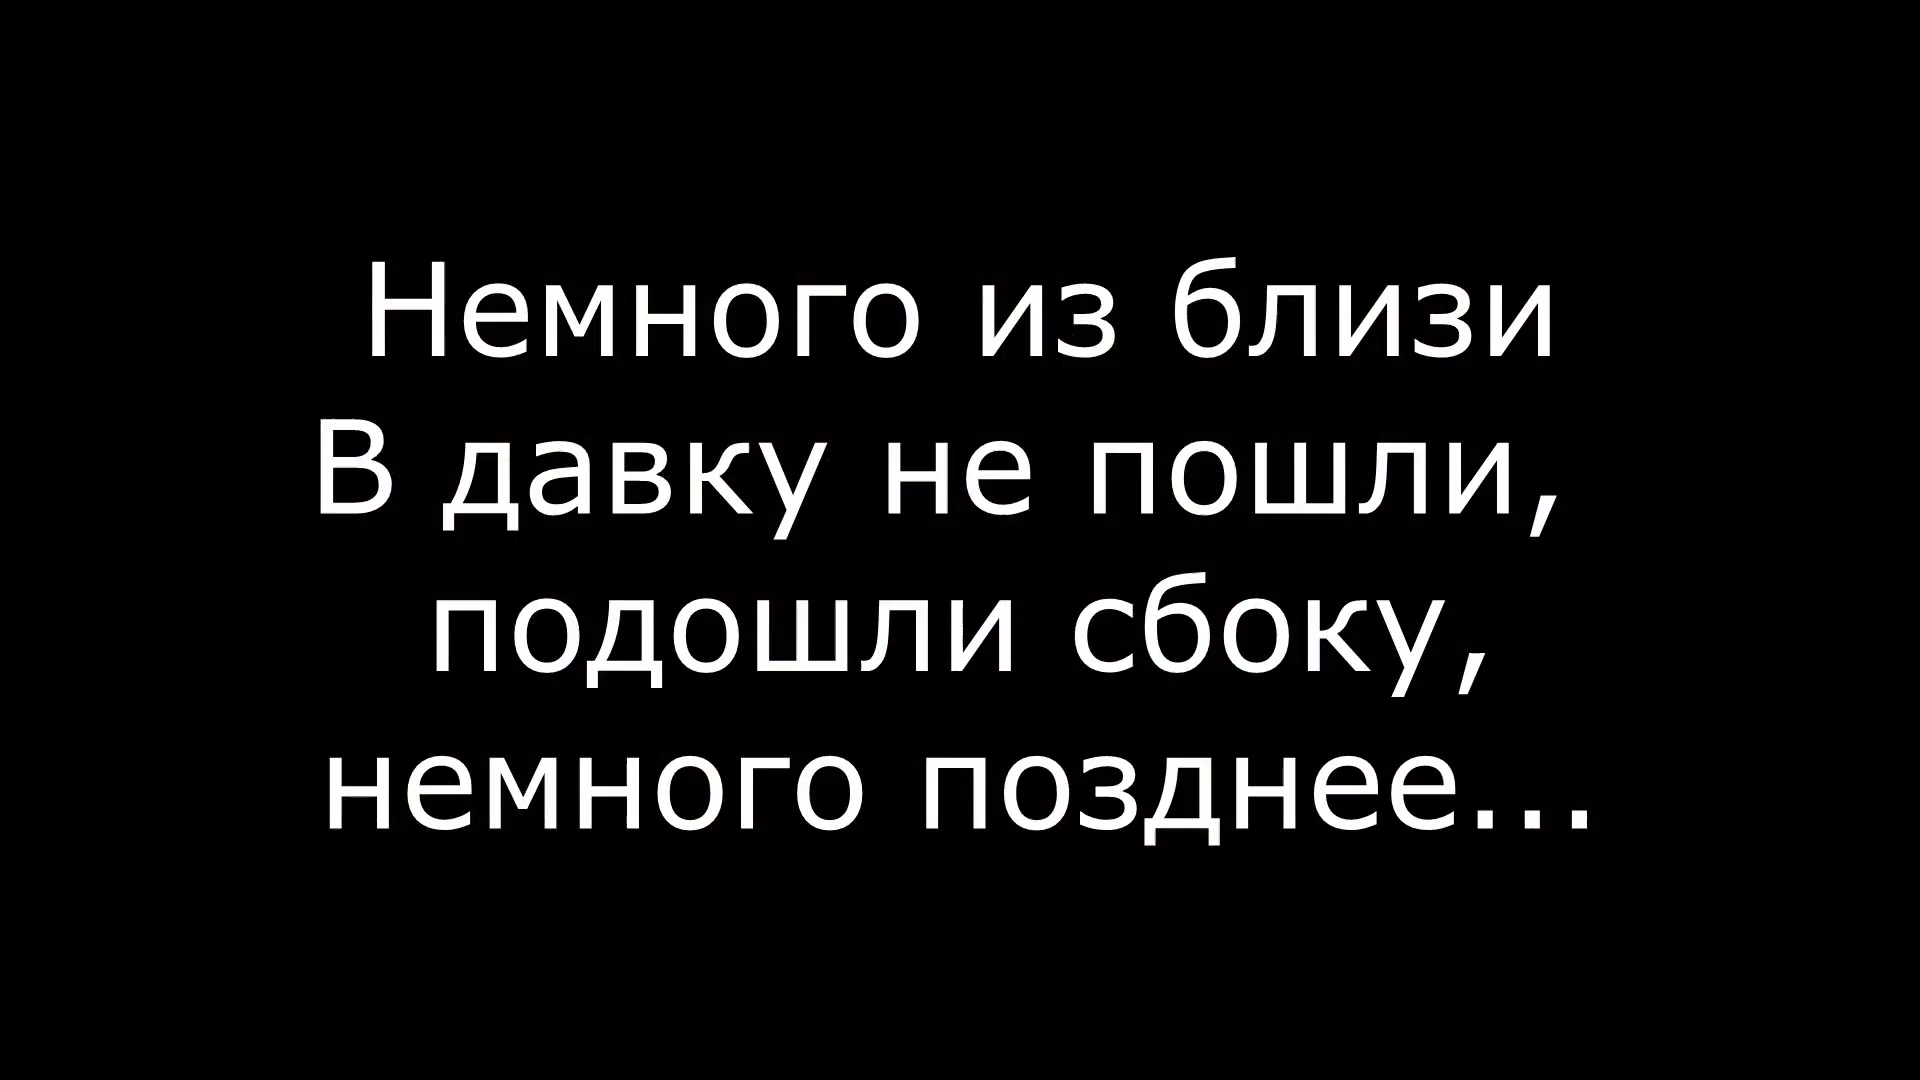 Немного из близи
В давку не пошли,
подошли сбоку,
немного позднее...